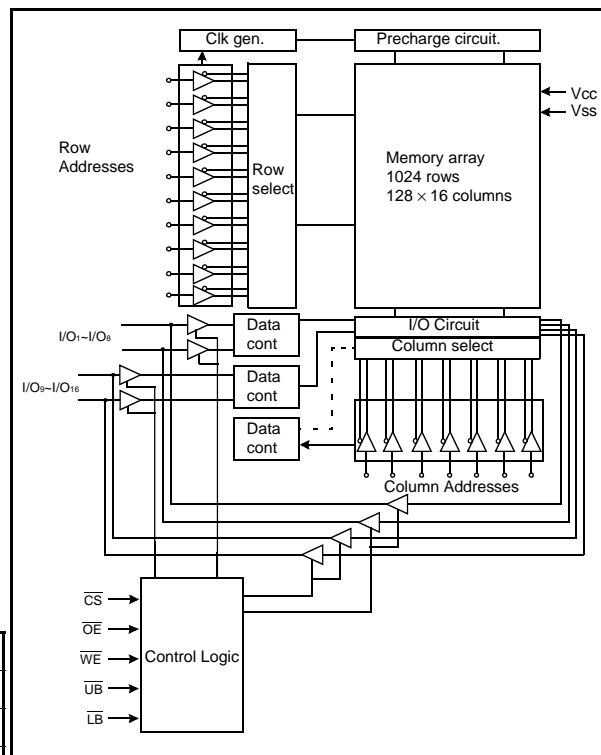 Clk gen.
Precharge circuit.
Vcc
Vss
Row
Addresses
Row
select
Memory array
1024 rows
128 × 16 columns
I/O1~I/O8
Data
cont
I/O Circuit
Column select
I/O9~I/O16
Data
cont
Data
cont
Column Addresses
CS
OE
WE
UB
LB
Control Logic